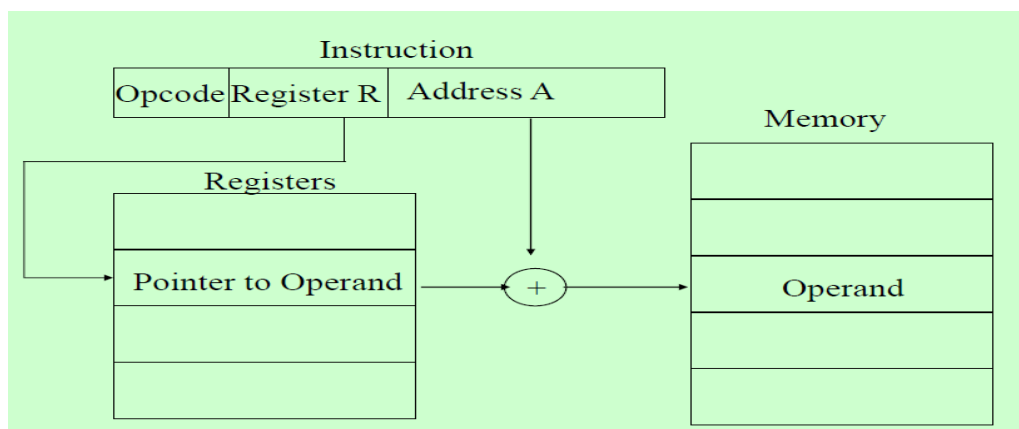 Instruction
Opcode Register R Address A
Memory
Registers
Pointer to Operand + Operand